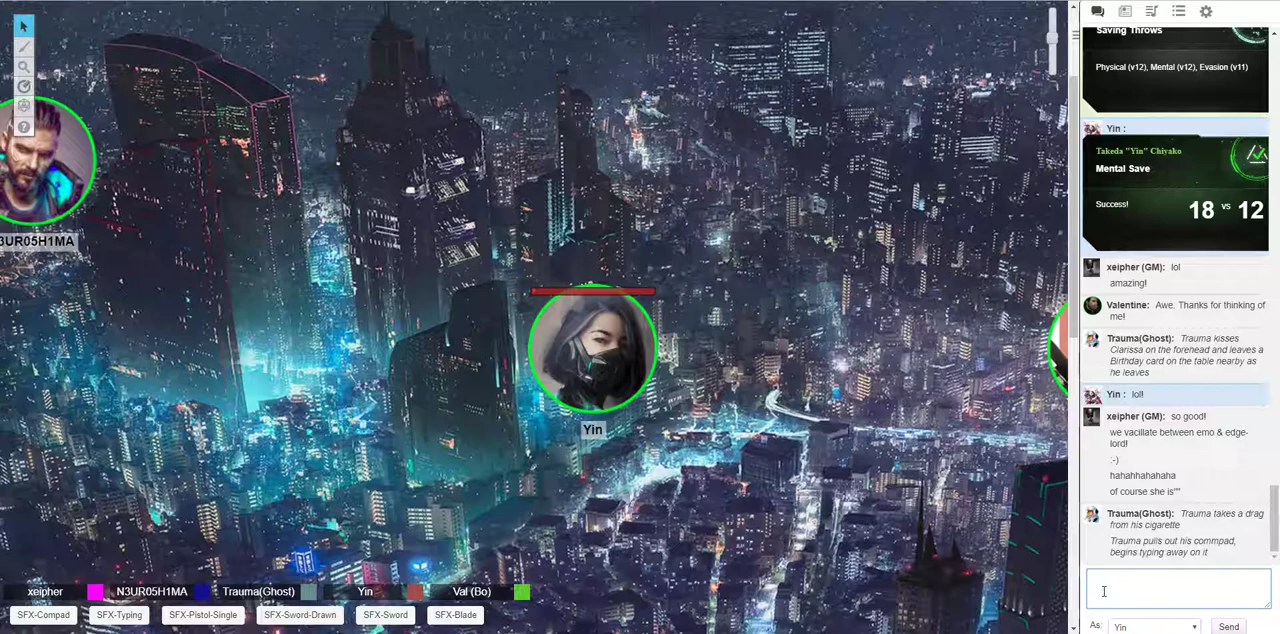 Saving Throws
Physical (v12), Mental (v12), Evasion (v11)
Yin :
Takeda "Yin" Chiyako
Mental Save
Success!
18 vs 12
xeipher (GM): lol
amazing!
Valentine: Awe, Thanks for thinking of
me!
Trauma(Ghost): Trauma kisses
Clarissa on the forehead and leaves a
Birthday card on the table nearby as
he leaves
Yin : lol!
xeipher (GM): so good!
we vacillate between emo & edge-
lord!
:-)
hahahhahahaha
of course she is""
Trauma(Ghost): Trauma takes a drag
from his cigarette
Trauma pulls out his commpad,
begins typing away on it
As: Yin
Send
3UR05H1MA
Yin
xeipher
N3UR05H1MA
Trauma(Ghost)
Yin
Val (Bo)
SFX-Compad
SFX-Typing
SFX-Pistol-Single
SFX-Sword-Drawn
SFX-Sword
SFX-Blade